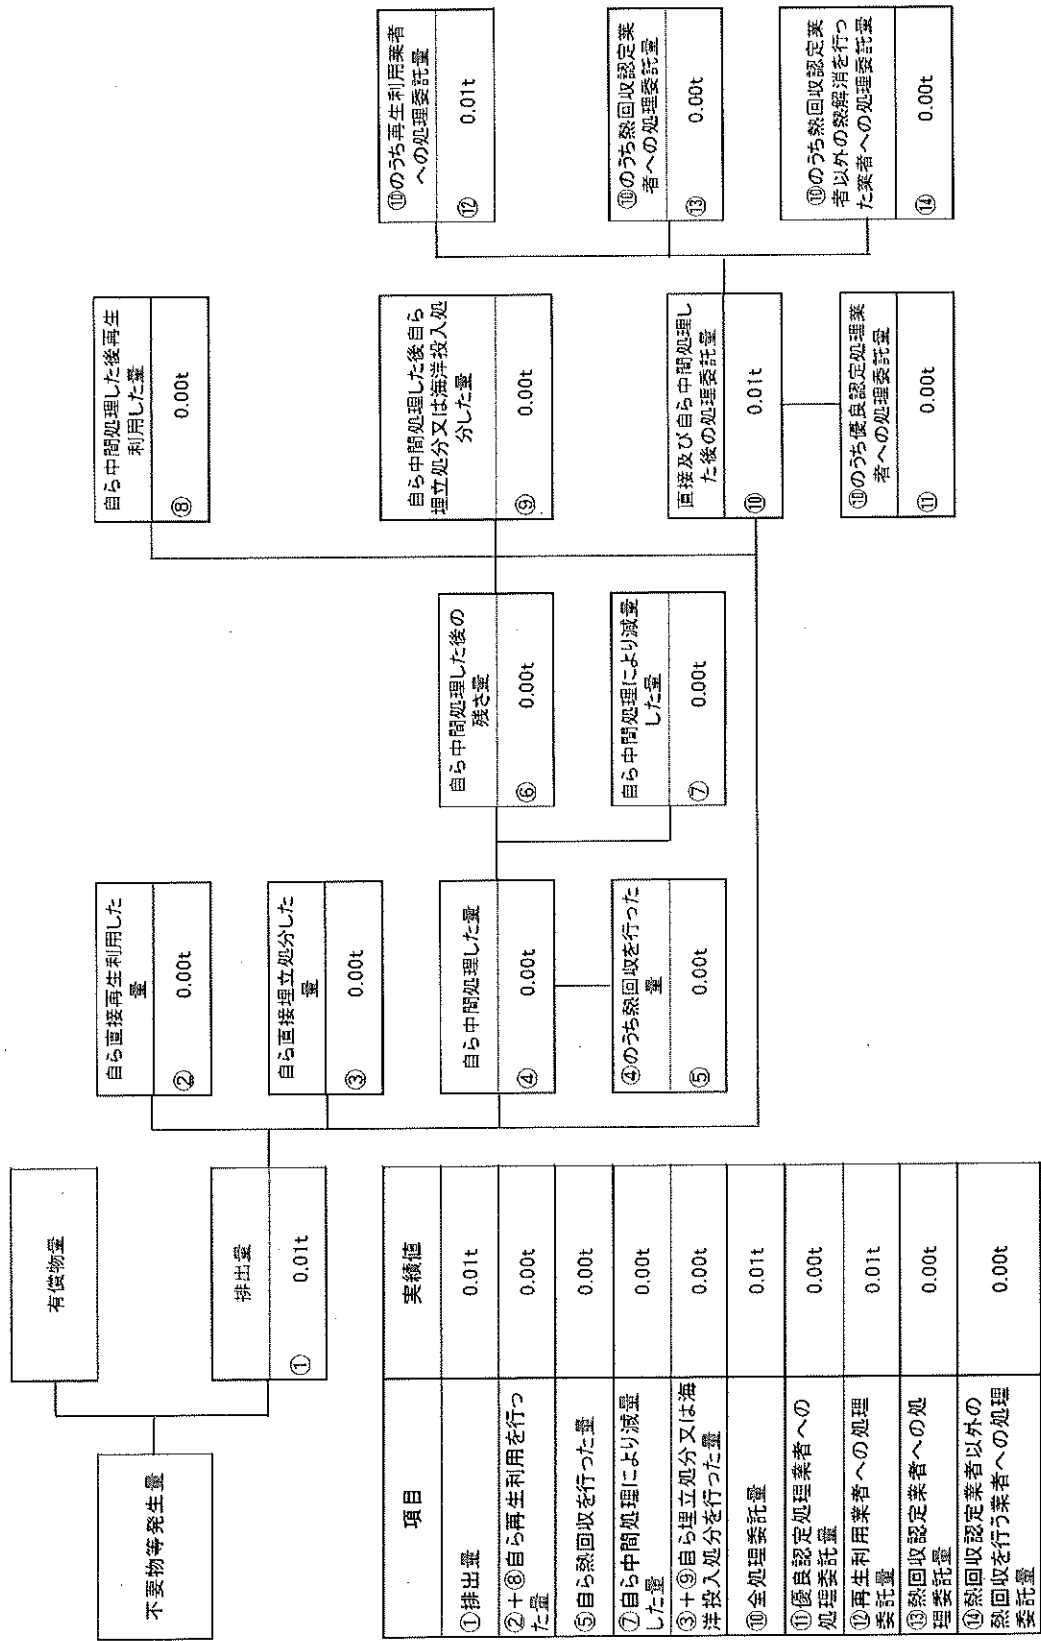 不要物等発生量
有償物量
排出量
① 0.01t
自ら直接再生利用した
量
② 0.00t
自ら直接埋立処分した
量
③ 0.00t
自ら中間処理した量
④ 0.00t
④のうち熱回収を行った
量
⑤ 0.00t
自ら中間処理した後の
残さ量
⑥ 0.00t
自ら中間処理により減量
した量
⑦ 0.00t
自ら中間処理した後再生
利用した量
⑧ 0.00t
自ら中間処理した後自ら
埋立処分又は海洋投入処
分した量
⑨ 0.00t
直接及び自ら中間処理し
た後の処理委託量
⑩ 0.01t
⑩のうち優良認定処理業
者への処理委託量
⑪ 0.00t
⑩のうち再生利用業者
への処理委託量
⑫ 0.01t
⑩のうち熱回収認定業
者への処理委託量
⑬ 0.00t
⑩のうち熱回収認定業
者以外の熱解消を行っ
た業者への処理委託量
⑭ 0.00t
項目 実績値
①排出量 0.01t
②+⑧自ら再生利用を行っ
た量 0.00t
⑤自ら熱回収を行った量 0.00t
⑦自ら中間処理により減量
した量 0.00t
③+⑨自ら埋立処分又は海
洋投入処分を行った量 0.00t
⑩全処理委託量 0.01t
⑪優良認定処理業者への
処理委託量 0.00t
⑫再生利用業者への処理
委託量 0.01t
⑬熱回収認定業者への処
理委託量 0.00t
⑭熱回収認定業者以外の
熱回収を行う業者への処理
委託量 0.00t